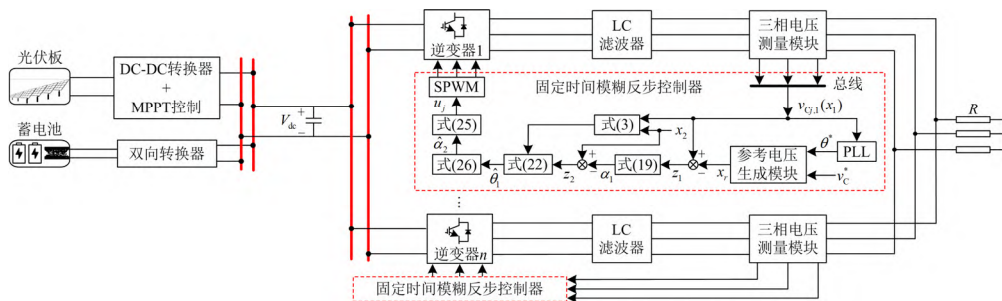 光伏板
DC-DC转换器
+
MPPT控制
蓄电池
双向转换器
V_dc
+
−
逆变器1
LC
滤波器
三相电压
测量模块
总线
固定时间模糊反步控制器
SPWM
u_j
式(25)
α̂_2
式(26)
θ̂_1
式(22)
式(3)
x_2
z_2
+
−
α_1
式(19)
z_1
+
−
x_r
参考电压
生成模块
v_{Cj,1}(x_1)
θ^*
PLL
v_C^*
R
⋮
逆变器n
LC
滤波器
三相电压
测量模块
固定时间模糊反步控制器